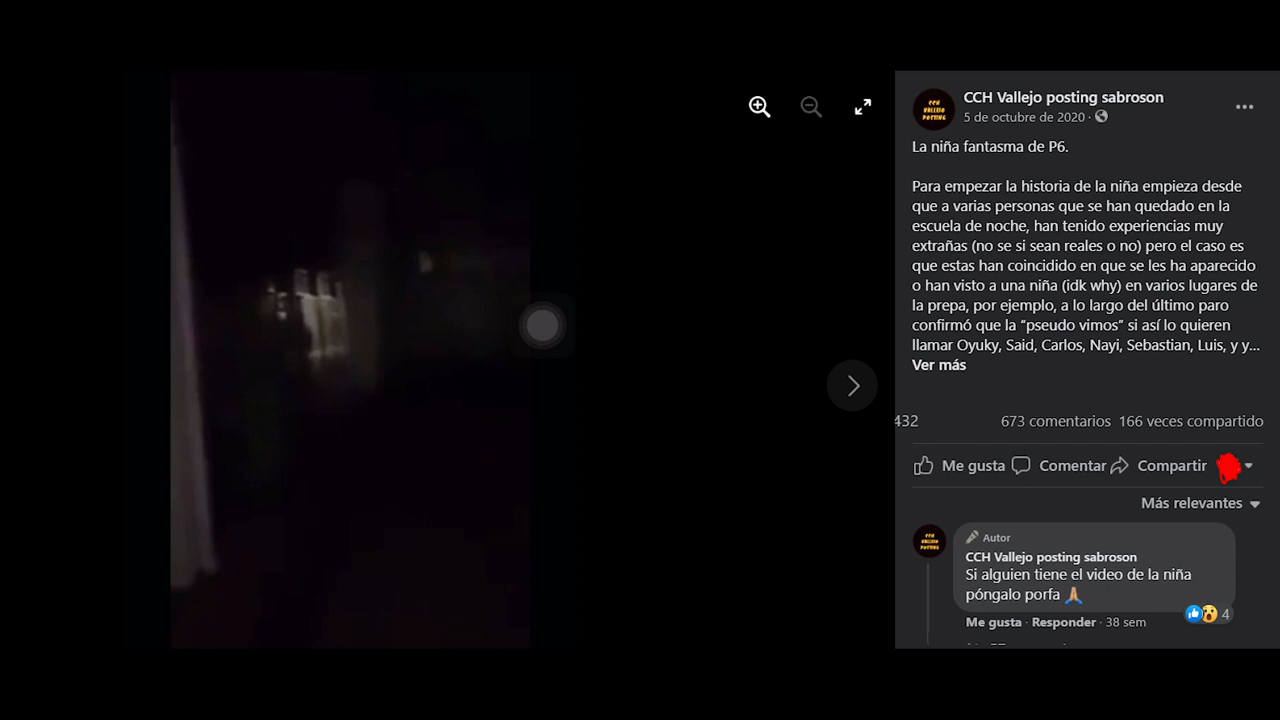 CCH Vallejo posting sabroson
5 de octubre de 2020 ·
CCH
VALLEJO
POSTING
La niña fantasma de P6.
Para empezar la historia de la niña empieza desde
que a varias personas que se han quedado en la
escuela de noche, han tenido experiencias muy
extrañas (no se si sean reales o no) pero el caso es
que estas han coincidido en que se les ha aparecido
o han visto a una niña (idk why) en varios lugares de
la prepa, por ejemplo, a lo largo del último paro
confirmó que la “pseudo vimos” si así lo quieren
llamar Oyuky, Said, Carlos, Nayi, Sebastian, Luis, y y...
Ver más
432 673 comentarios 166 veces compartido
Me gusta Comentar Compartir
Más relevantes
CCH
VALLEJO
POSTING
Autor
CCH Vallejo posting sabroson
Si alguien tiene el video de la niña
póngalo porfa 🙏🏼
4
Me gusta · Responder · 38 sem